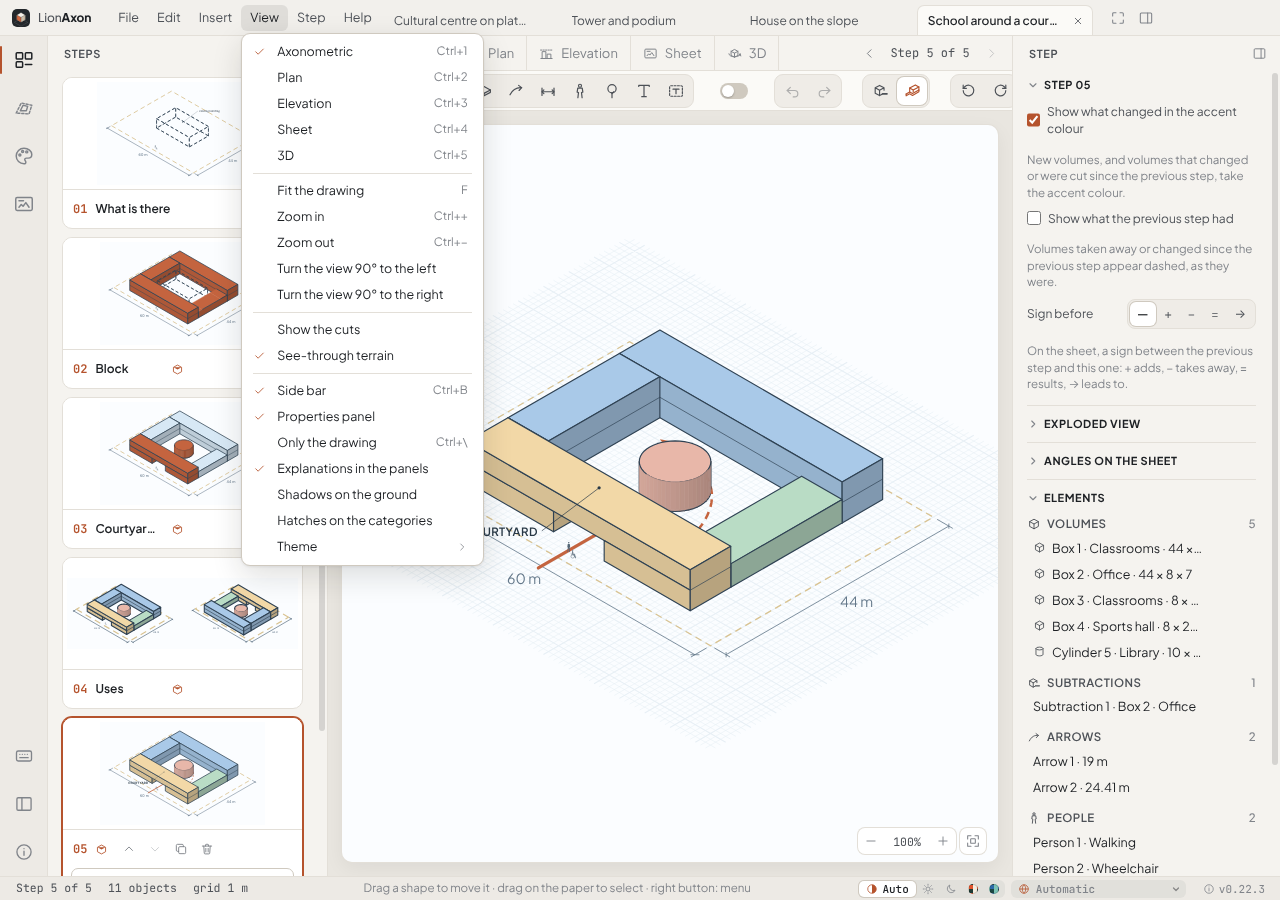 LionAxon
File
Edit
Insert
View
Step
Help
Cultural centre on plat...
Tower and podium
House on the slope
School around a cour...
STEPS
Axonometric Ctrl+1
Plan Ctrl+2
Elevation Ctrl+3
Sheet Ctrl+4
3D Ctrl+5
Fit the drawing F
Zoom in Ctrl++
Zoom out Ctrl+−
Turn the view 90° to the left
Turn the view 90° to the right
Show the cuts
See-through terrain
Side bar Ctrl+B
Properties panel
Only the drawing Ctrl+\
Explanations in the panels
Shadows on the ground
Hatches on the categories
Theme
01 What is there
02 Block
03 Courtyar...
04 Uses
05
Plan
Elevation
Sheet
3D
Step 5 of 5
URTYARD
60 m
44 m
100%
STEP
STEP 05
Show what changed in the accent
colour
New volumes, and volumes that changed
or were cut since the previous step, take
the accent colour.
Show what the previous step had
Volumes taken away or changed since the
previous step appear dashed, as they
were.
Sign before
— + − = →
On the sheet, a sign between the previous
step and this one: + adds, − takes away, =
results, → leads to.
EXPLODED VIEW
ANGLES ON THE SHEET
ELEMENTS
VOLUMES 5
Box 1 · Classrooms · 44 ×...
Box 2 · Office · 44 × 8 × 7
Box 3 · Classrooms · 8 × ...
Box 4 · Sports hall · 8 × 2...
Cylinder 5 · Library · 10 × ...
SUBTRACTIONS 1
Subtraction 1 · Box 2 · Office
ARROWS 2
Arrow 1 · 19 m
Arrow 2 · 24.41 m
PEOPLE 2
Person 1 · Walking
Person 2 · Wheelchair
Step 5 of 5
11 objects
grid 1 m
Drag a shape to move it · drag on the paper to select · right button: menu
Auto
Automatic
v0.22.3